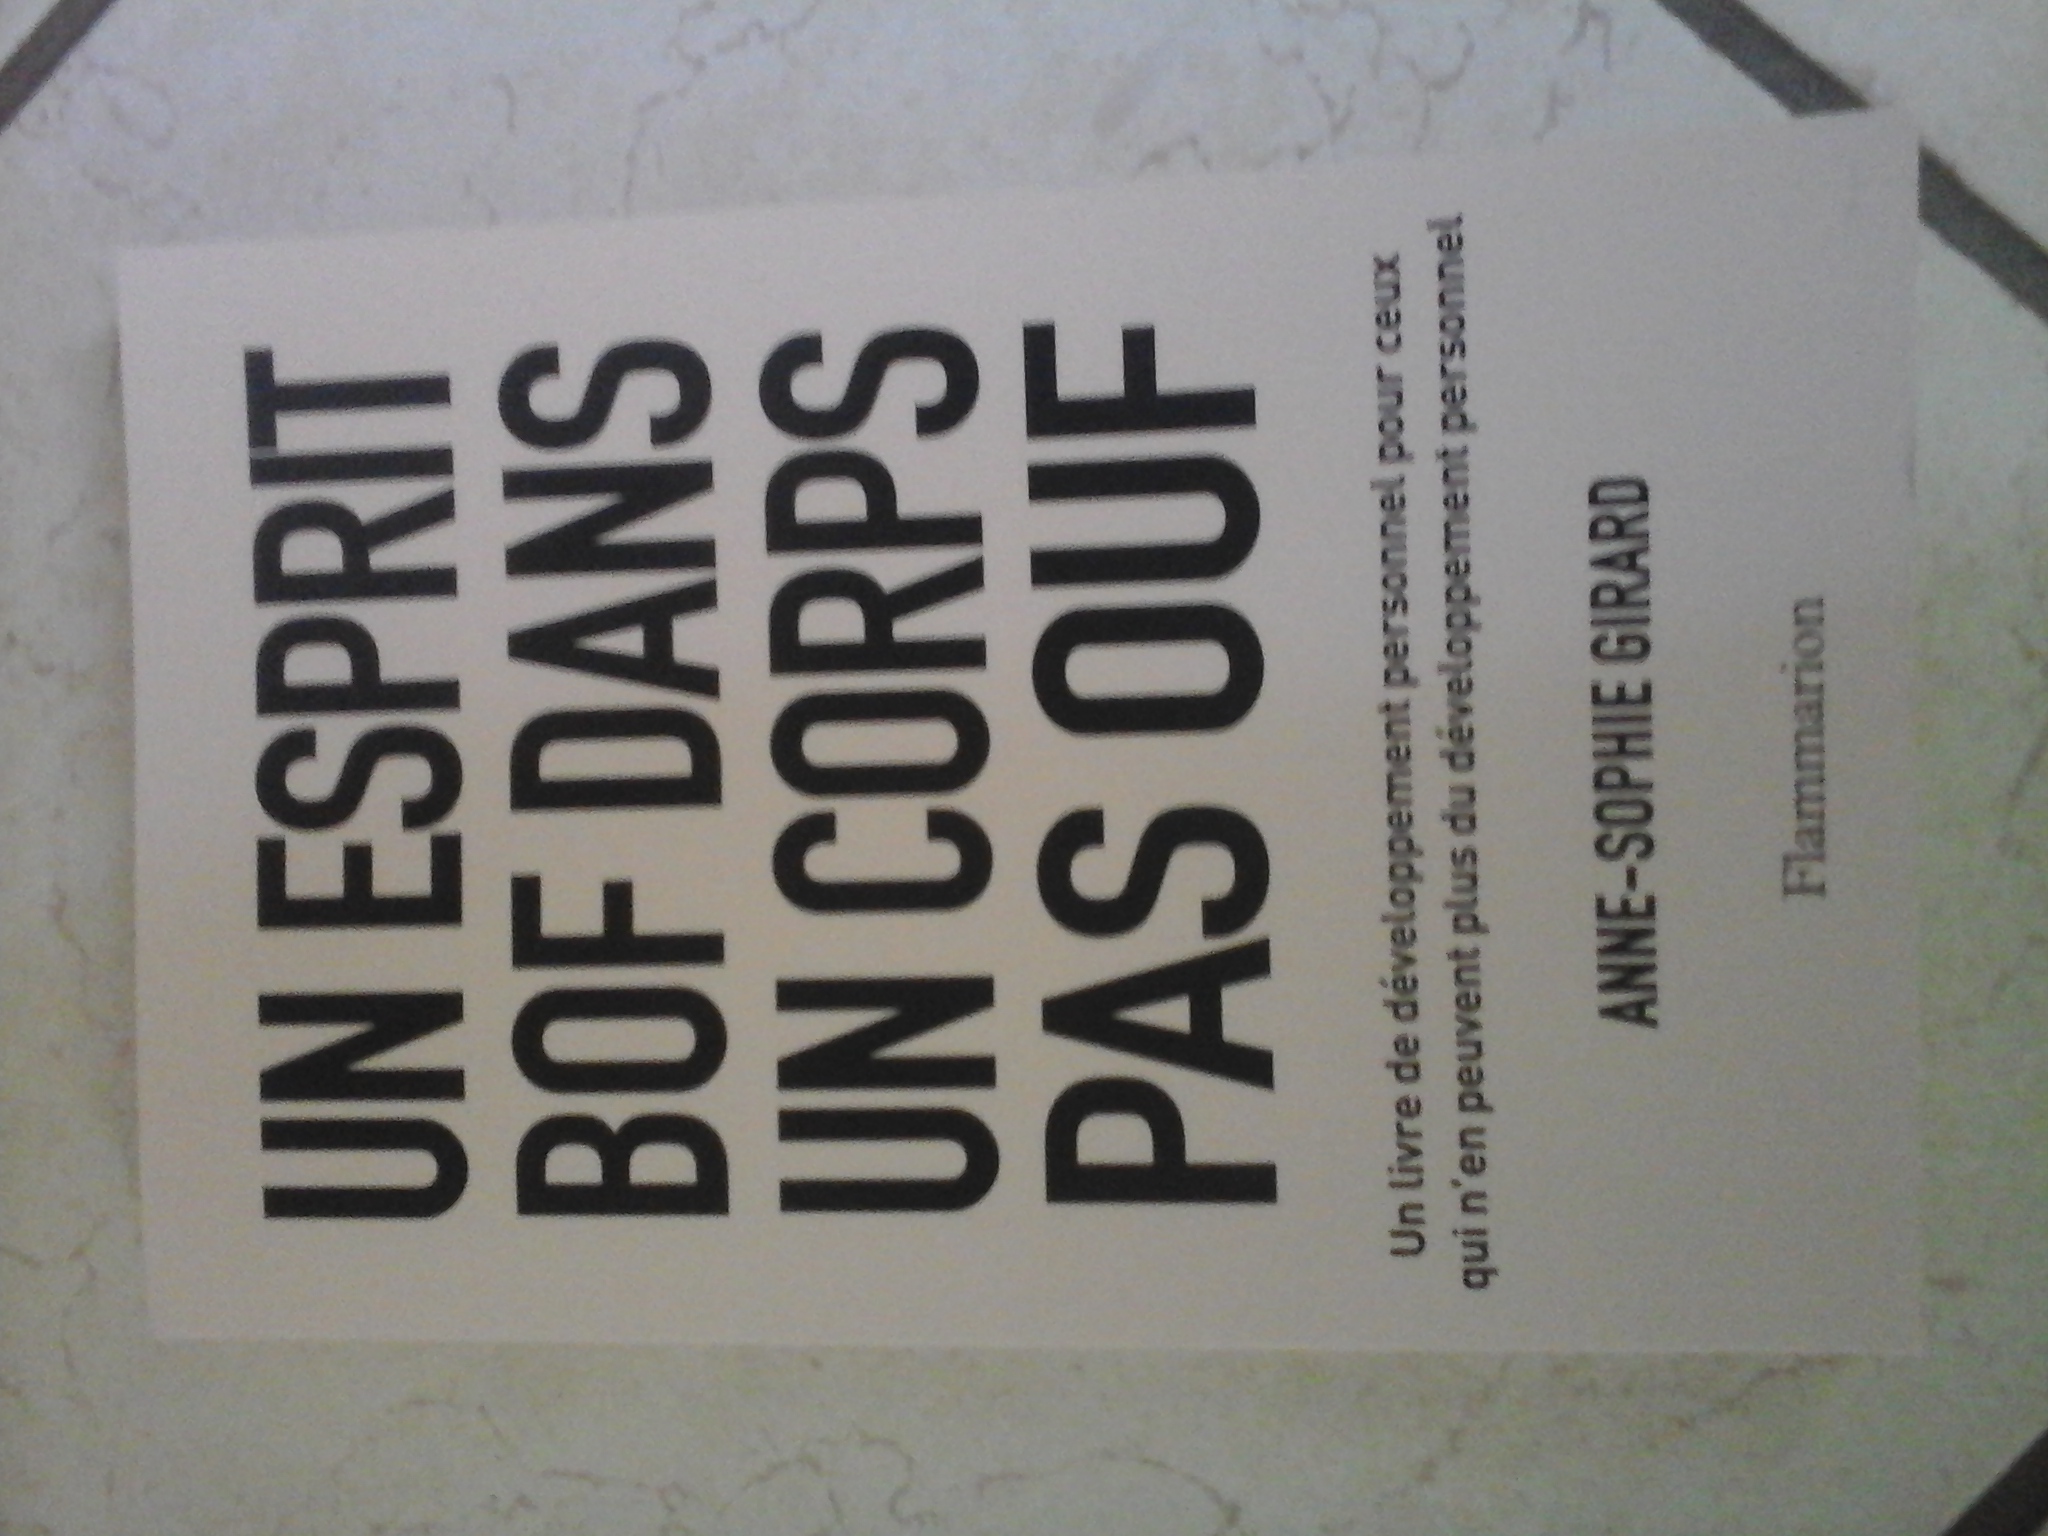 UN ESPRIT
BOF DANS
UN CORPS
PAS OUF
Un livre de développement personnel pour ceux
qui n'en peuvent plus du développement personnel
ANNE-SOPHIE GIRARD
Flammarion